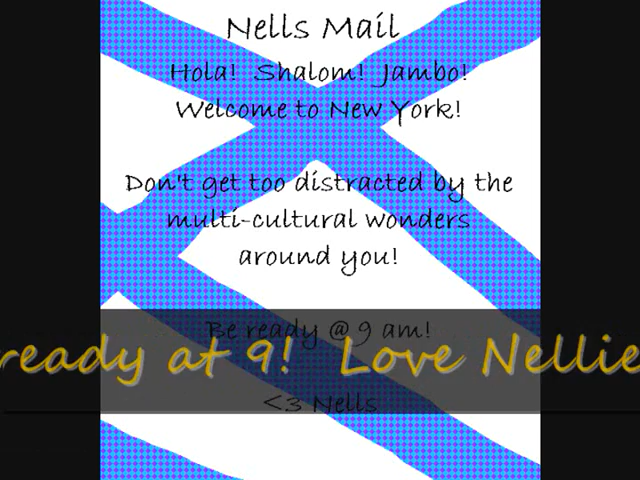 Nells Mail
Hola! Shalom! Jambo!
Welcome to New York!
Don't get too distracted by the
multi-cultural wonders
around you!
Be ready @ 9 am!
ready at 9! Love Nellie
<3 Nells